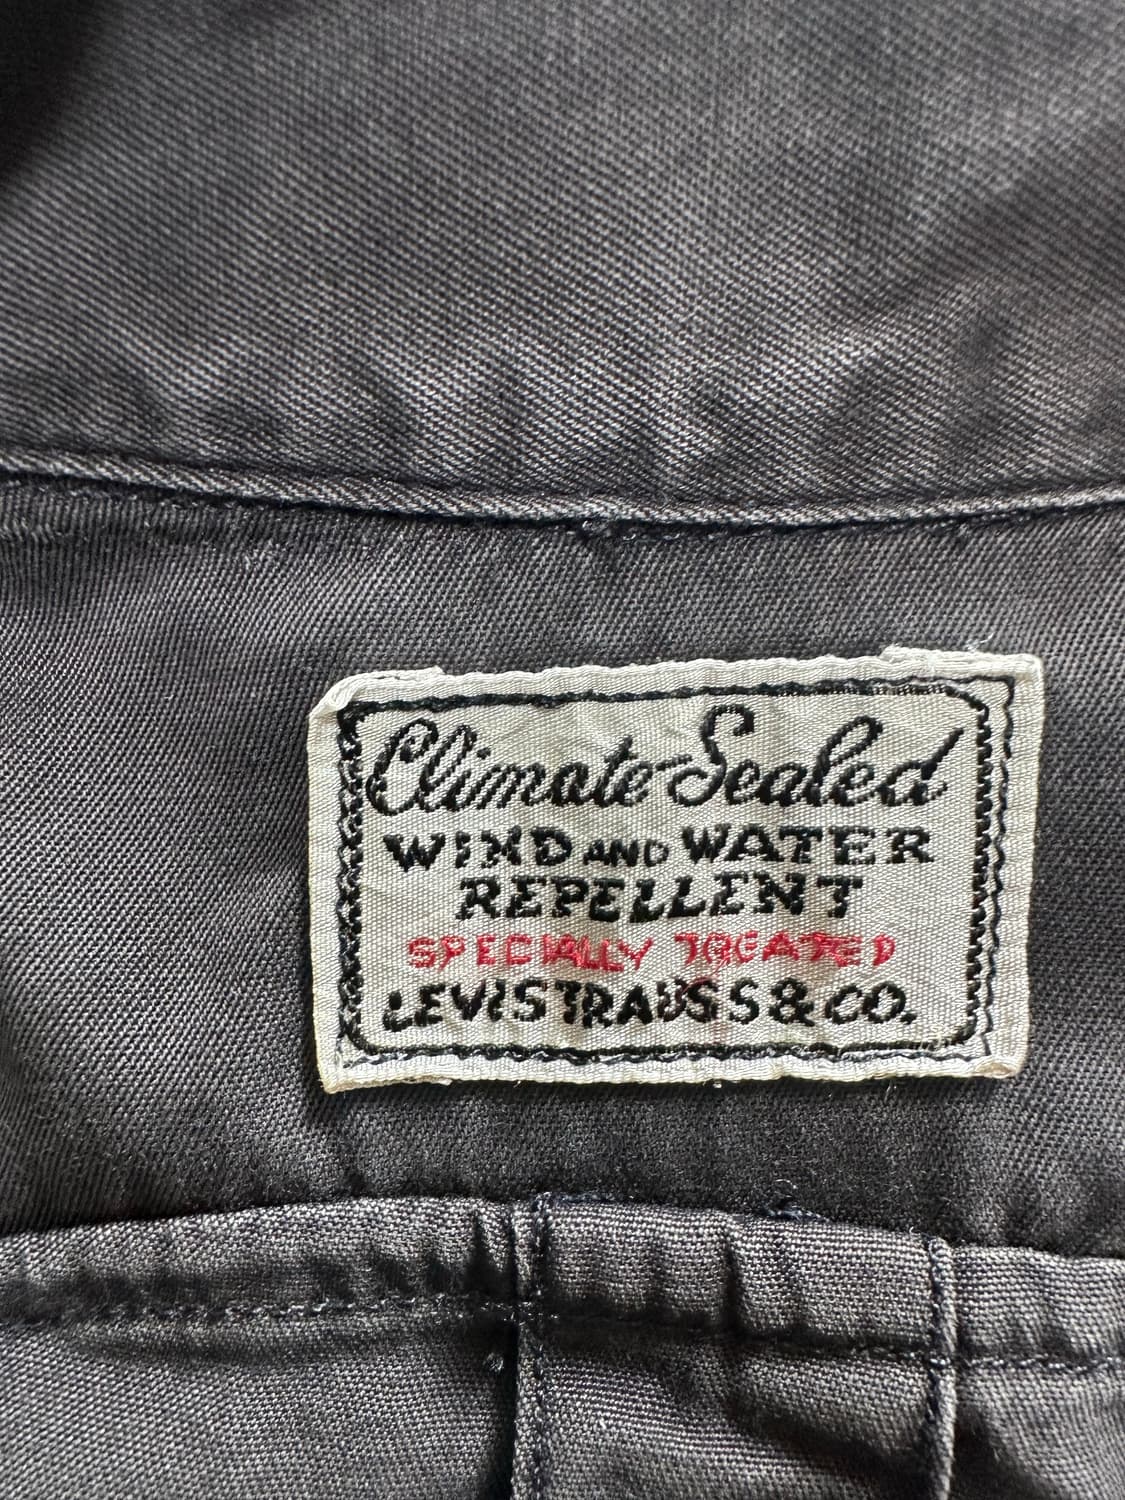 Climate-Sealed
WIND AND WATER
REPELLENT
SPECIALLY TREATED
LEVI STRAUSS & CO.